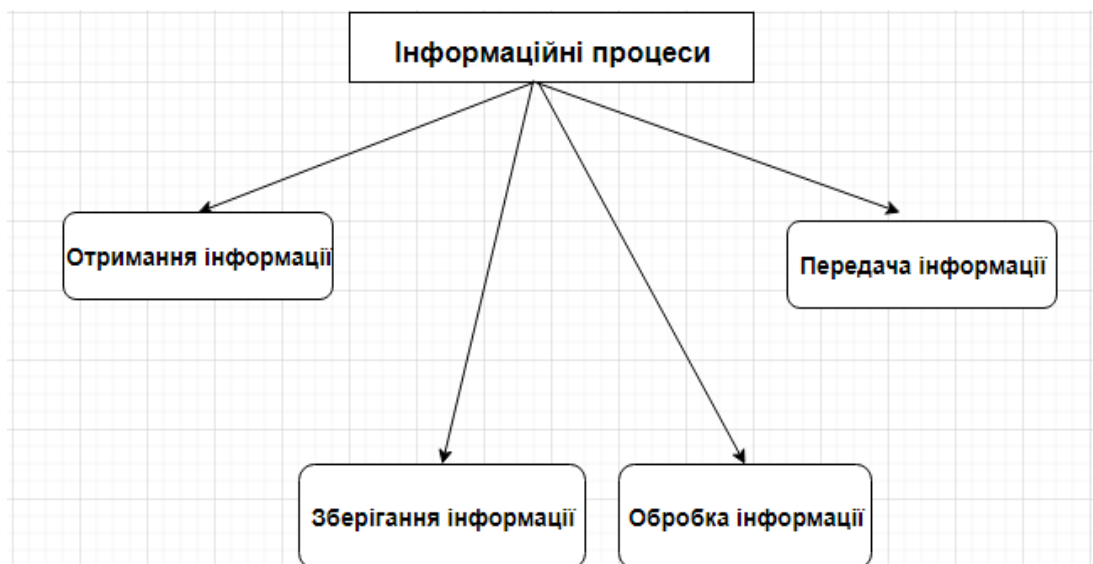 Інформаційні процеси
Отримання інформації
Передача інформації
Зберігання інформації
Обробка інформації